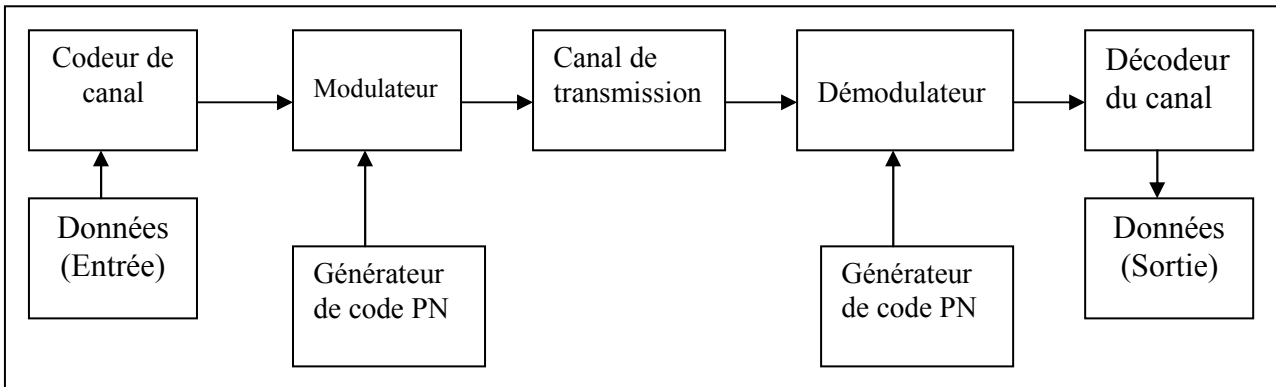 Codeur de
canal
Modulateur
Canal de
transmission
Démodulateur
Décodeur
du canal
Données
(Entrée)
Générateur
de code PN
Générateur
de code PN
Données
(Sortie)